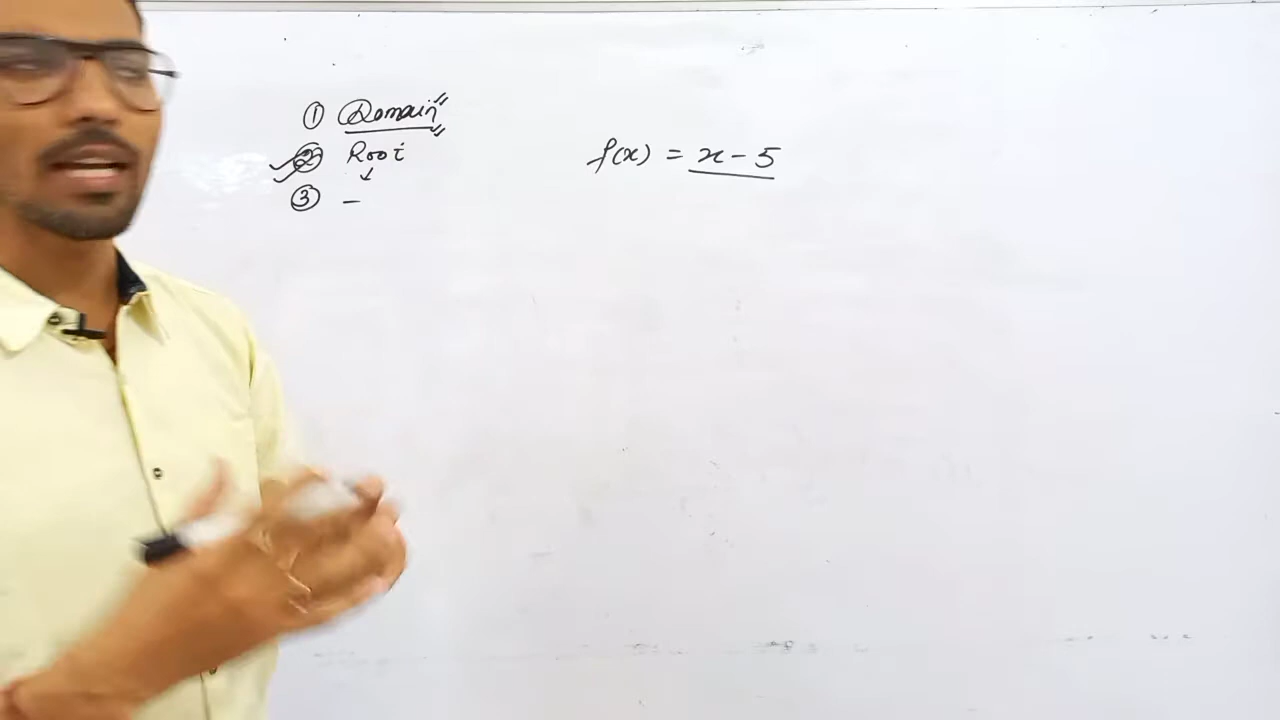 ① Domain
② Root
③ –
f(x) = x - 5